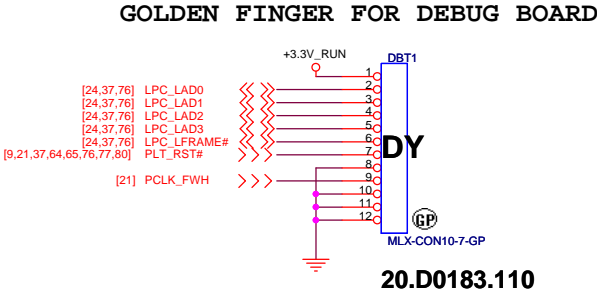 GOLDEN FINGER FOR DEBUG BOARD
+3.3V_RUN
DBT1
1
[24,37,76] LPC_LAD0 2
[24,37,76] LPC_LAD1 3
[24,37,76] LPC_LAD2 4
[24,37,76] LPC_LAD3 5
[24,37,76] LPC_LFRAME# 6
[9,21,37,64,65,76,77,80] PLT_RST# 7
DY
8
[21] PCLK_FWH 9
10
11
12
GP
MLX-CON10-7-GP
20.D0183.110